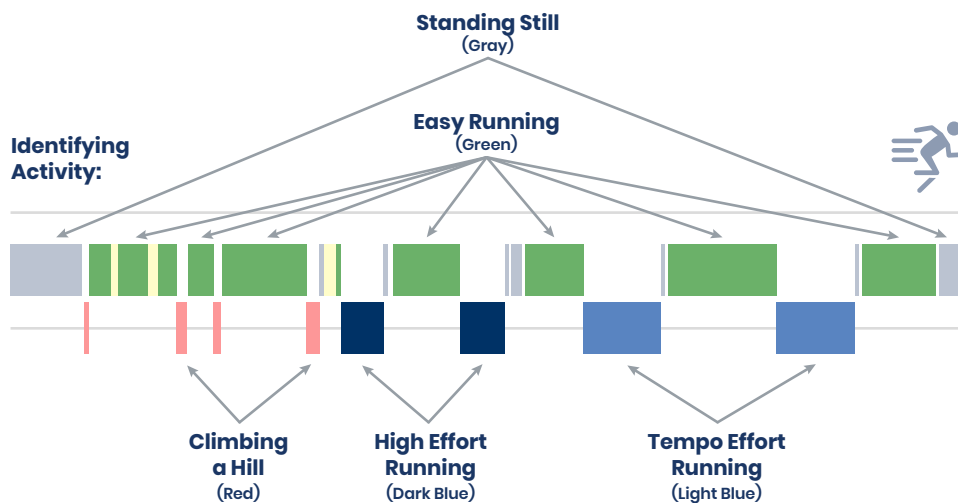 Standing Still
(Gray)
Easy Running
(Green)
Identifying
Activity:
Climbing
a Hill
(Red)
High Effort
Running
(Dark Blue)
Tempo Effort
Running
(Light Blue)